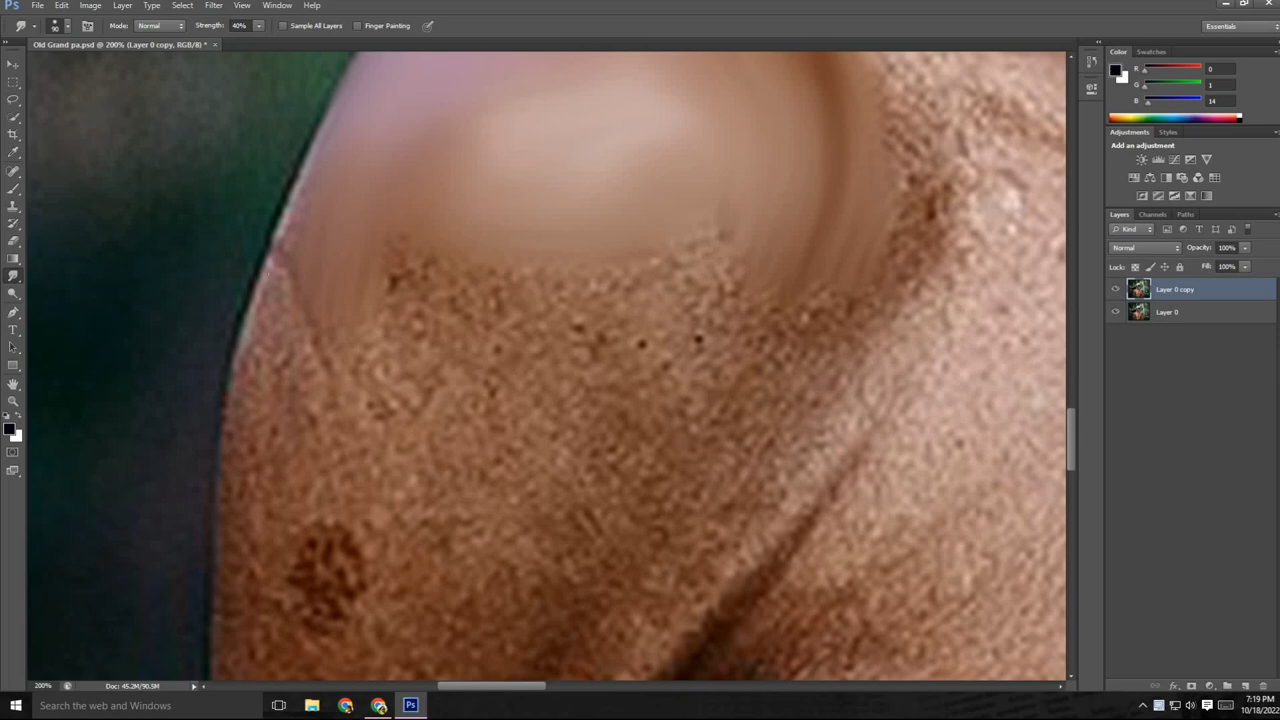 Ps File Edit Image Layer Type Select Filter View Window Help
90 Mode: Normal Strength: 40% Sample All Layers Finger Painting Essentials
Old Grand pa.psd @ 200% (Layer 0 copy, RGB/8) * ×
Color Swatches
R 0
G 1
B 14
Adjustments Styles
Add an adjustment
Layers Channels Paths
Kind
Normal Opacity: 100%
Lock: Fill: 100%
Layer 0 copy
Layer 0
200% Doc: 45.2M/90.5M
Search the web and Windows Ps 7:19 PM
10/18/2022